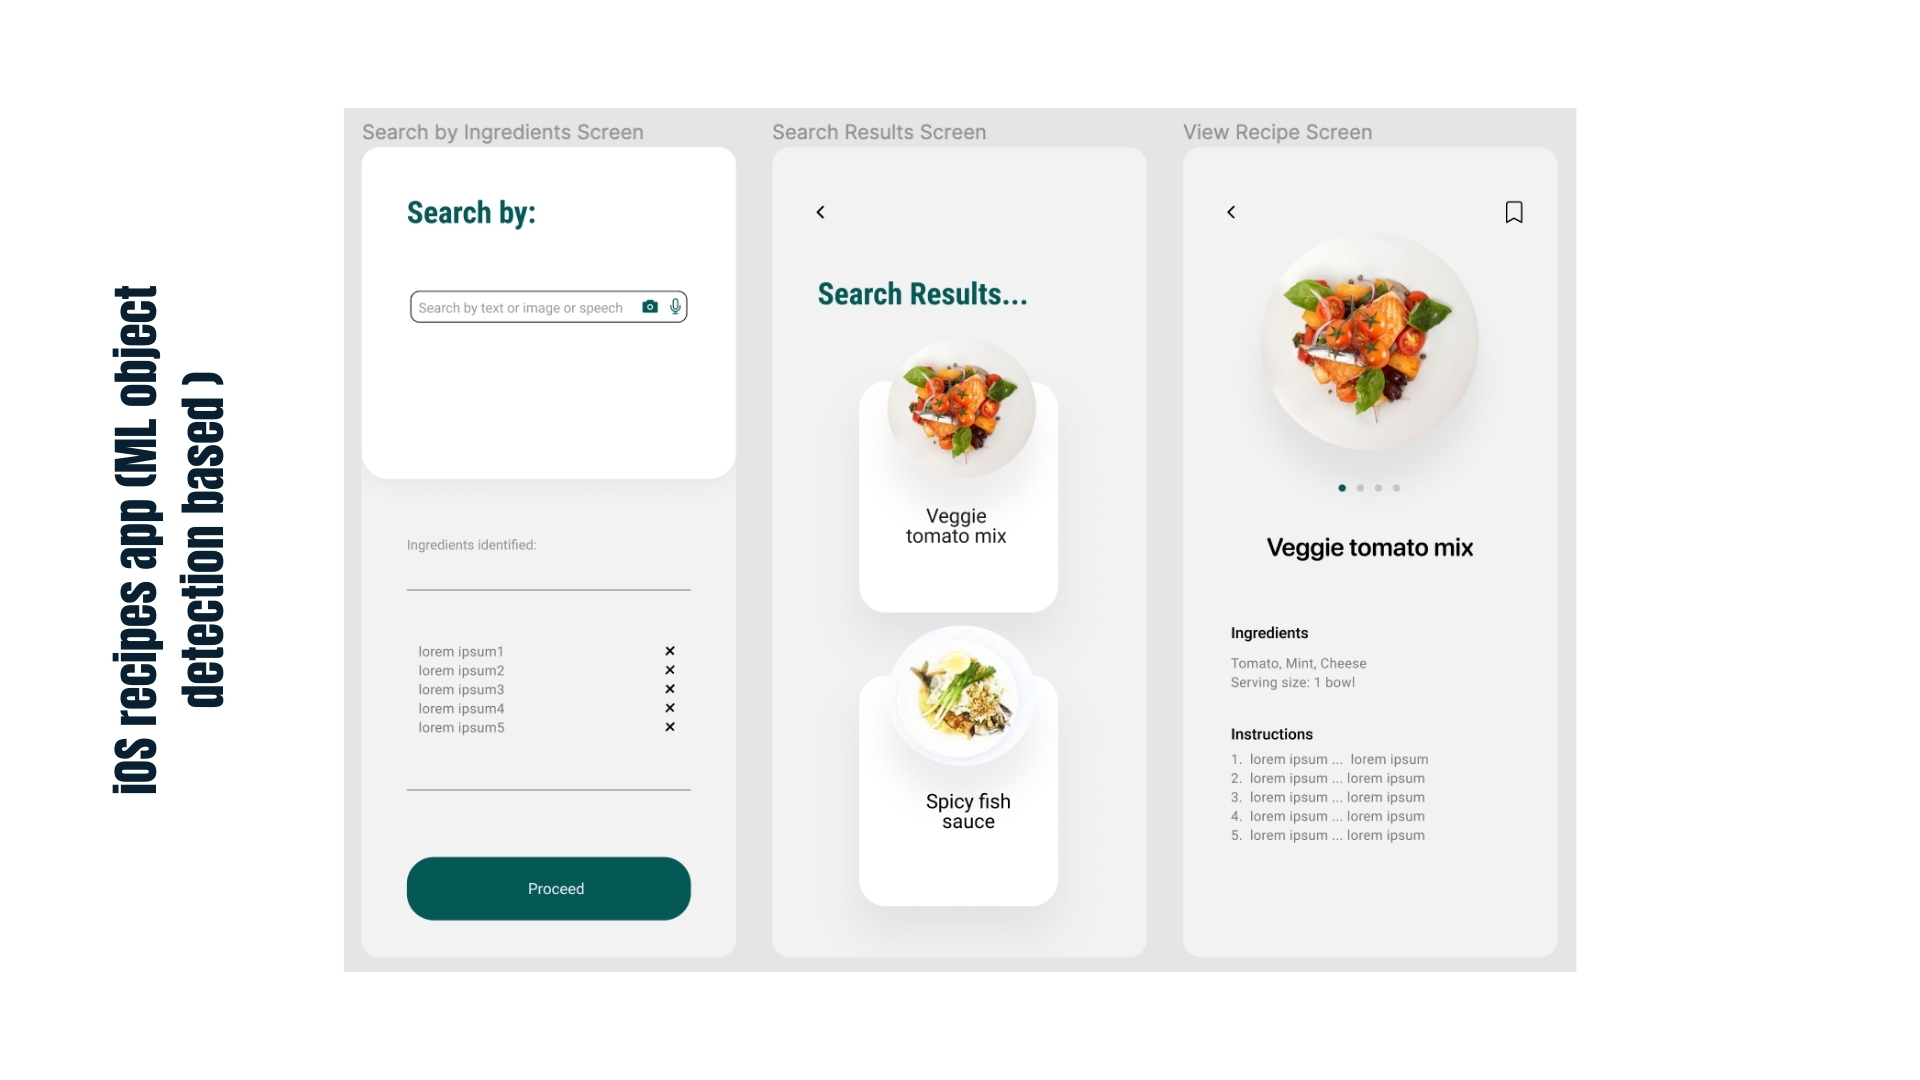 iOS recipes app (ML object
detection based )
Search by Ingredients Screen
Search by:
Search by text or image or speech
Ingredients identified:
lorem ipsum1
lorem ipsum2
lorem ipsum3
lorem ipsum4
lorem ipsum5
Proceed
Search Results Screen
Search Results...
Veggie
tomato mix
Spicy fish
sauce
View Recipe Screen
Veggie tomato mix
Ingredients
Tomato, Mint, Cheese
Serving size: 1 bowl
Instructions
1. lorem ipsum ... lorem ipsum
2. lorem ipsum ... lorem ipsum
3. lorem ipsum ... lorem ipsum
4. lorem ipsum ... lorem ipsum
5. lorem ipsum ... lorem ipsum
Add to cart